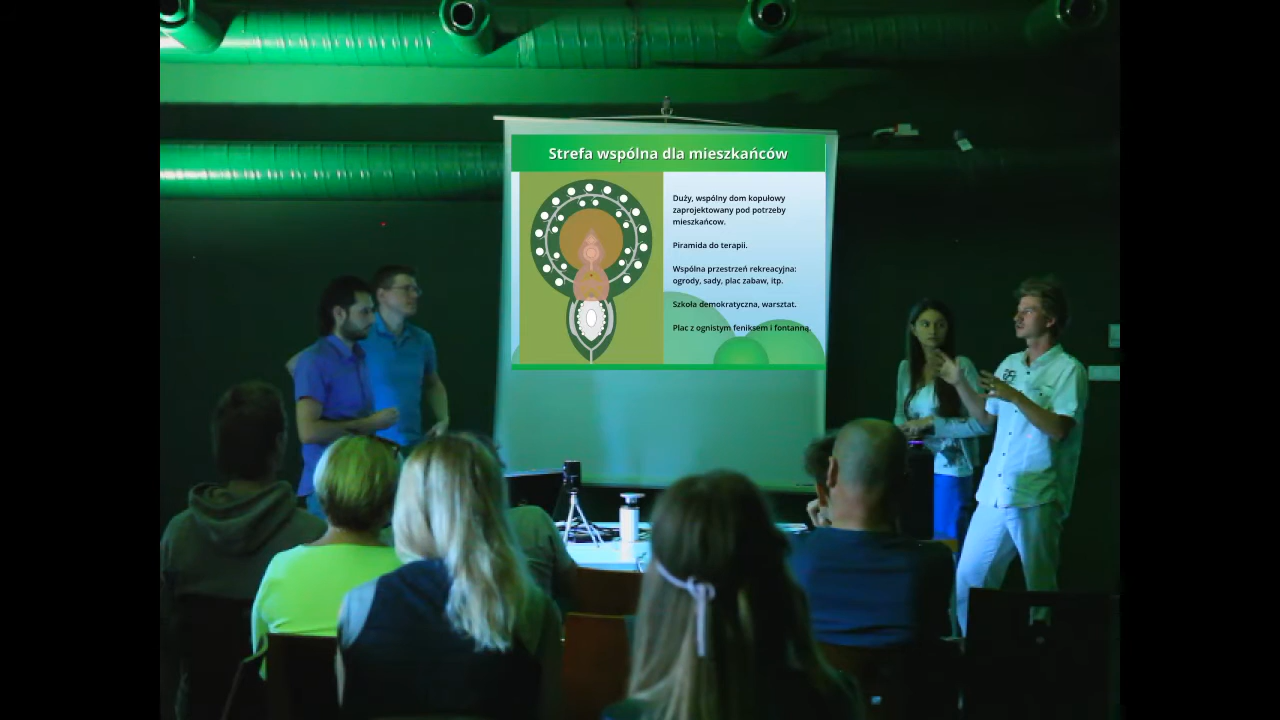 Strefa wspólna dla mieszkańców
Duży, wspólny dom kopułowy
zaprojektowany pod potrzeby
mieszkańcow.
Piramida do terapii.
Wspólna przestrzeń rekreacyjna:
ogrody, sady, plac zabaw, itp.
Szkoła demokratyczna, warsztat.
Plac z ognistym feniksem i fontanną.